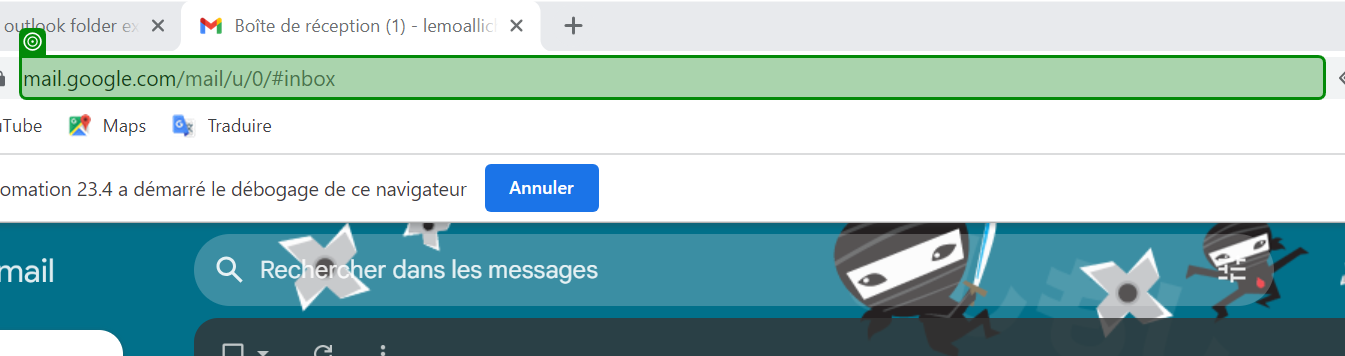 outlook folder ex
Boîte de réception (1) - lemoallic
mail.google.com/mail/u/0/#inbox
uTube Maps Traduire
omation 23.4 a démarré le débogage de ce navigateur Annuler
mail Rechercher dans les messages